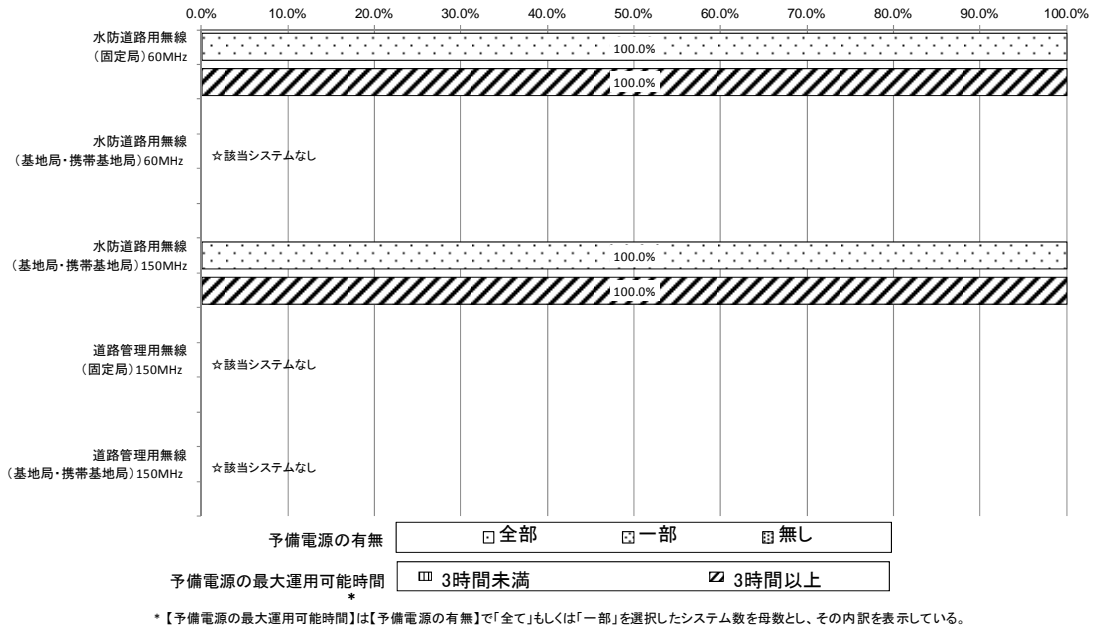 0.0% 10.0% 20.0% 30.0% 40.0% 50.0% 60.0% 70.0% 80.0% 90.0% 100.0%
水防道路用無線
(固定局)60MHz
100.0%
100.0%
水防道路用無線
(基地局・携帯基地局)60MHz
☆該当システムなし
水防道路用無線
(基地局・携帯基地局)150MHz
100.0%
100.0%
道路管理用無線
(固定局)150MHz
☆該当システムなし
道路管理用無線
(基地局・携帯基地局)150MHz
☆該当システムなし
予備電源の有無 全部 一部 無し
予備電源の最大運用可能時間 3時間未満 3時間以上
*
*【予備電源の最大運用可能時間】は【予備電源の有無】で「全て」もしくは「一部」を選択したシステム数を母数とし、その内訳を表示している。